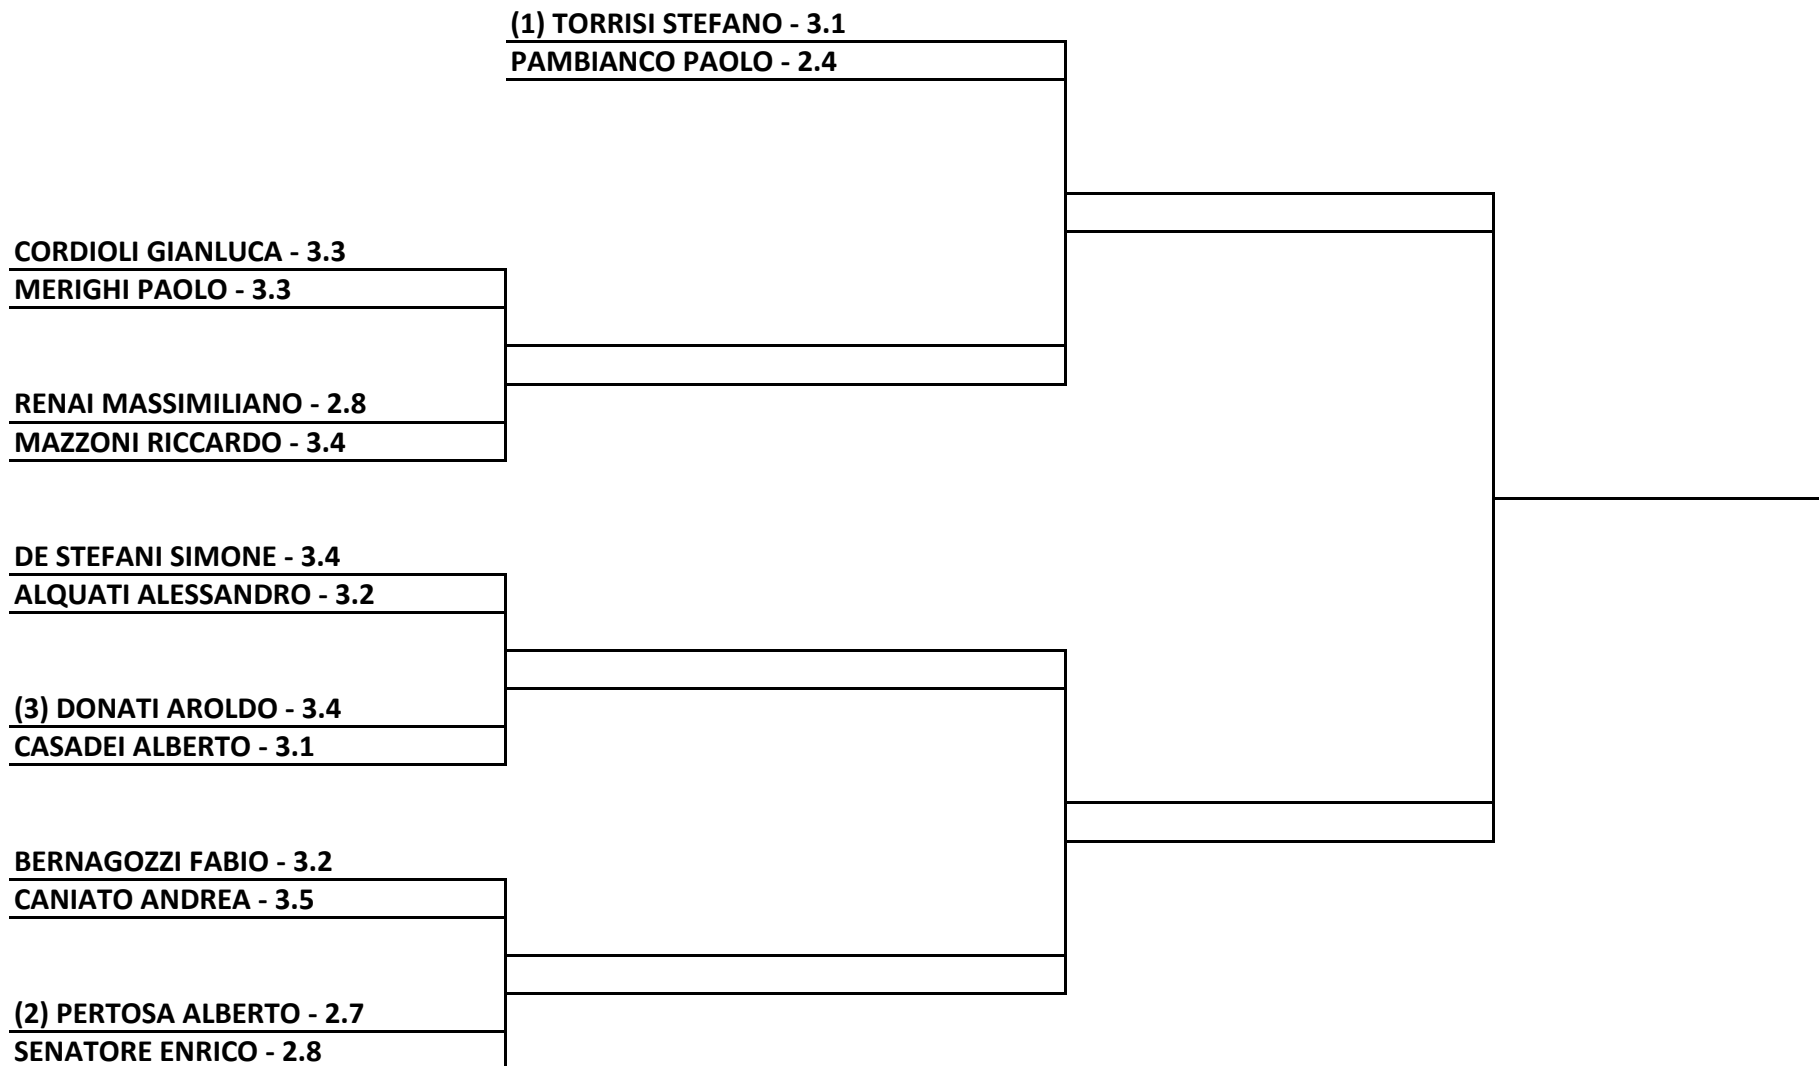 (1) TORRISI STEFANO - 3.1
PAMBIANCO PAOLO - 2.4
CORDIOLI GIANLUCA - 3.3
MERIGHI PAOLO - 3.3
RENAI MASSIMILIANO - 2.8
MAZZONI RICCARDO - 3.4
DE STEFANI SIMONE - 3.4
ALQUATI ALESSANDRO - 3.2
(3) DONATI AROLDO - 3.4
CASADEI ALBERTO - 3.1
BERNAGOZZI FABIO - 3.2
CANIATO ANDREA - 3.5
(2) PERTOSA ALBERTO - 2.7
SENATORE ENRICO - 2.8